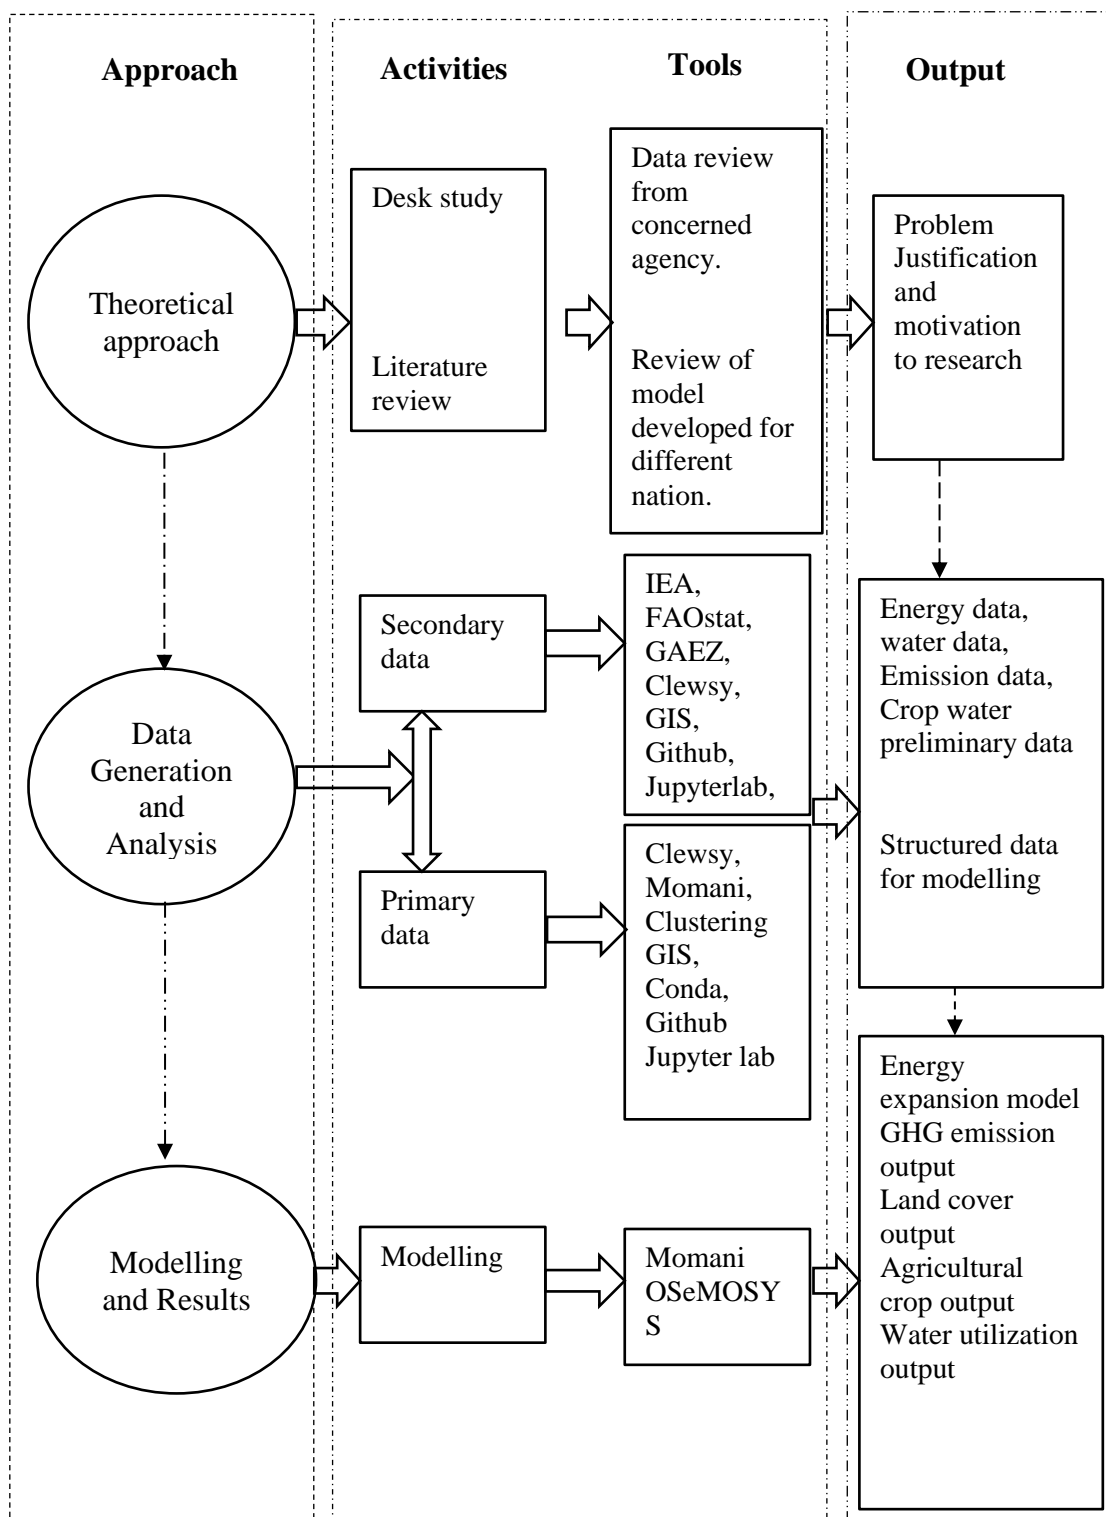 Approach
Activities
Tools
Output
Theoretical
approach
Desk study
Literature
review
Data review
from
concerned
agency.
Review of
model
developed for
different
nation.
Problem
Justification
and
motivation
to research
Data
Generation
and
Analysis
Secondary
data
Primary
data
IEA,
FAOstat,
GAEZ,
Clewsy,
GIS,
Github,
Jupyterlab,
Clewsy,
Momani,
Clustering
GIS,
Conda,
Github
Jupyter lab
Energy data,
water data,
Emission data,
Crop water
preliminary data
Structured data
for modelling
Modelling
and Results
Modelling
Momani
OSeMOSY
S
Energy
expansion model
GHG emission
output
Land cover
output
Agricultural
crop output
Water utilization
output